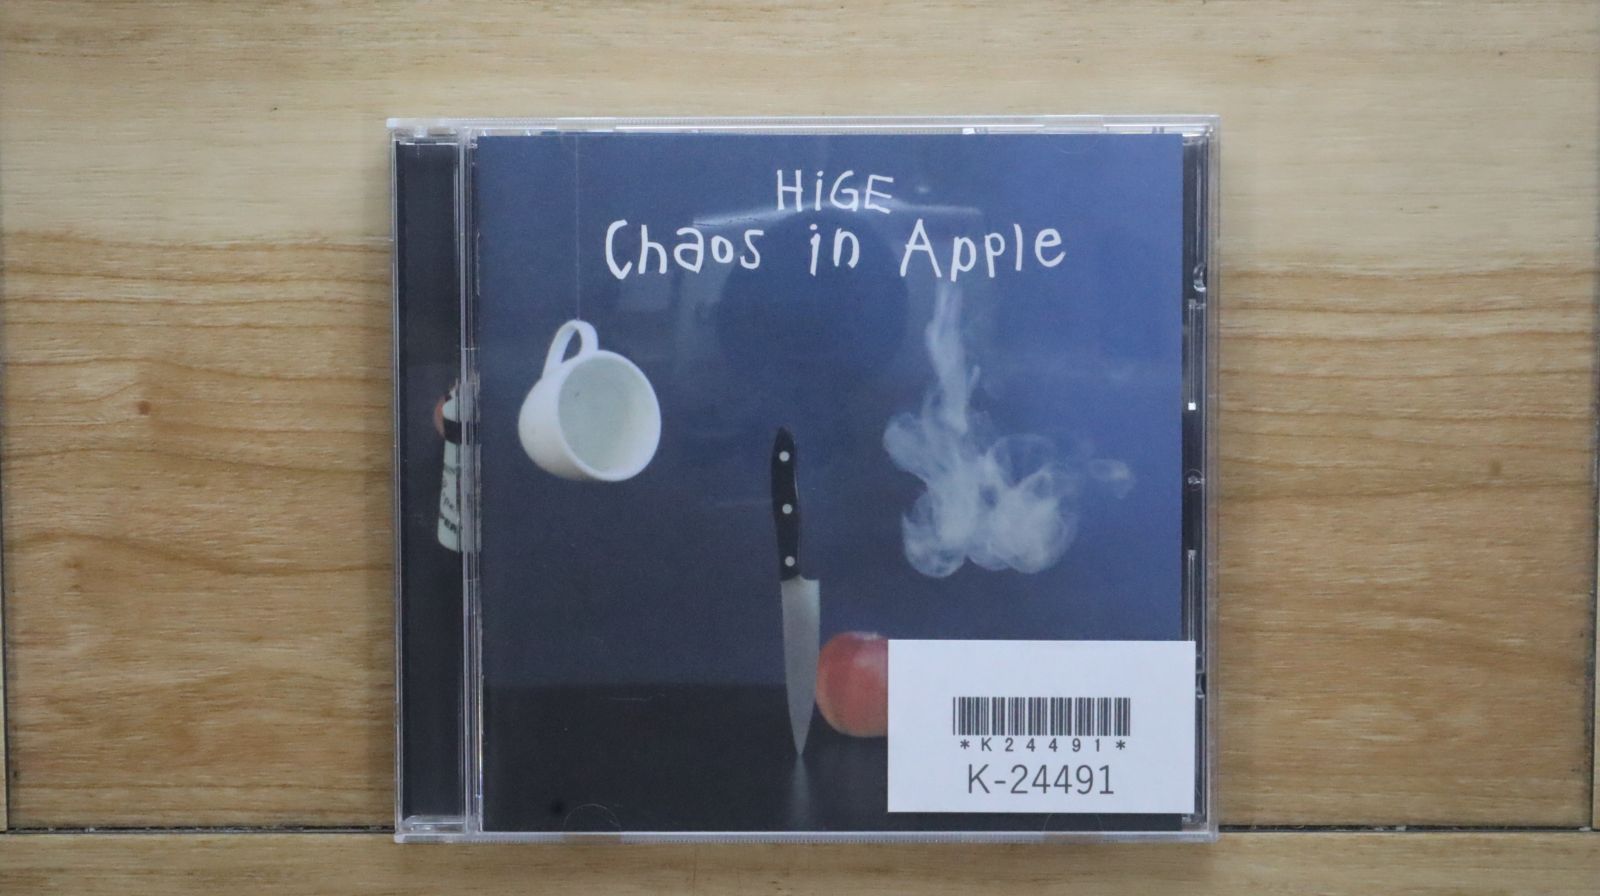 HiGE
Chaos in Apple
*K24491*
K-24491